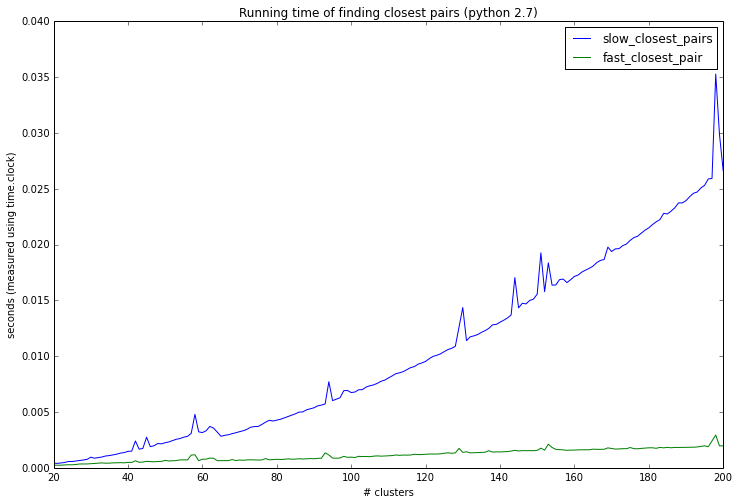 Running time of finding closest pairs (python 2.7)
slow_closest_pairs
fast_closest_pair
seconds (measured using time.clock)
0.040
0.035
0.030
0.025
0.020
0.015
0.010
0.005
0.000
20 40 60 80 100 120 140 160 180 200
# clusters